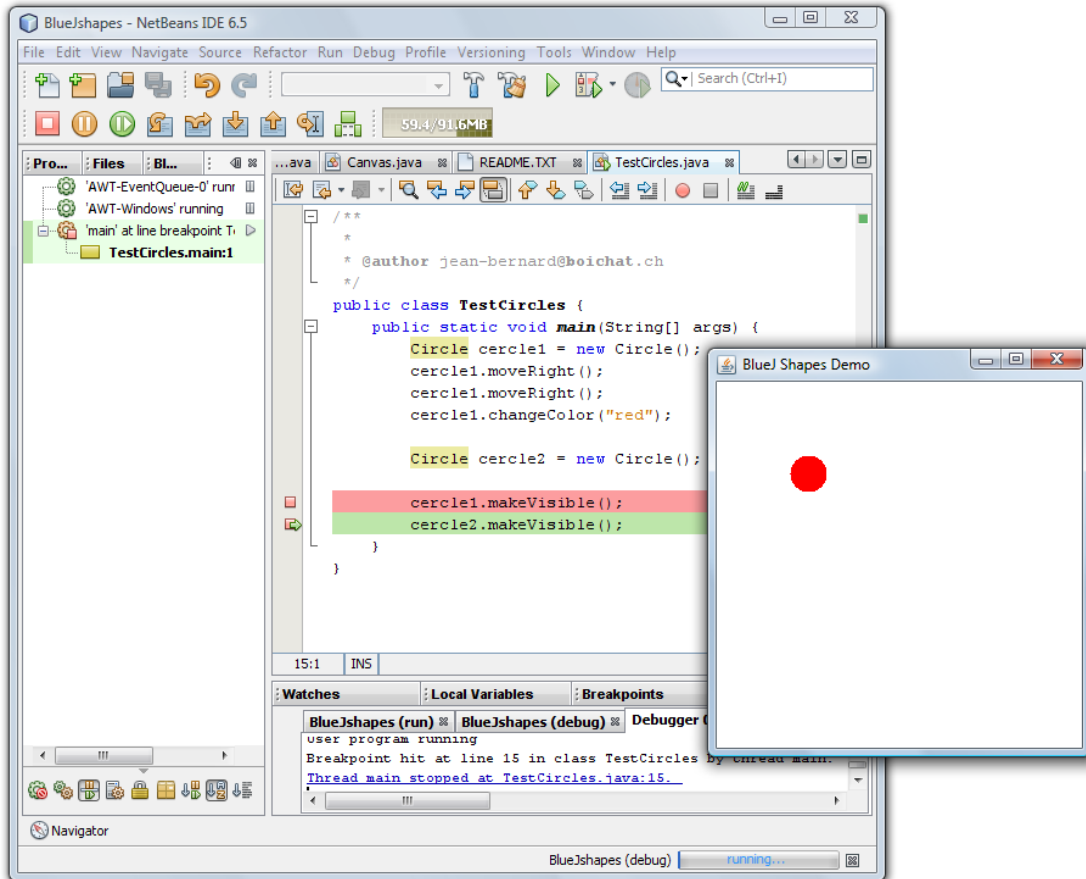 BlueJshapes - NetBeans IDE 6.5
File Edit View Navigate Source Refactor Run Debug Profile Versioning Tools Window Help
Search (Ctrl+I)
59.4/91.6MB
Pro... Files Bl...
...ava Canvas.java README.TXT TestCircles.java
'AWT-EventQueue-0' runr
'AWT-Windows' running
'main' at line breakpoint T
TestCircles.main:1
/**
*
* @author jean-bernard@boichat.ch
*/
public class TestCircles {
public static void main(String[] args) {
Circle cercle1 = new Circle();
cercle1.moveRight();
cercle1.moveRight();
cercle1.changeColor("red");
Circle cercle2 = new Circle();
cercle1.makeVisible();
cercle2.makeVisible();
}
}
BlueJ Shapes Demo
15:1 INS
Watches Local Variables Breakpoints
BlueJshapes (run) BlueJshapes (debug) Debugger
User program running
Breakpoint hit at line 15 in class TestCircles by thread main.
Thread main stopped at TestCircles.java:15.
Navigator
BlueJshapes (debug) running...